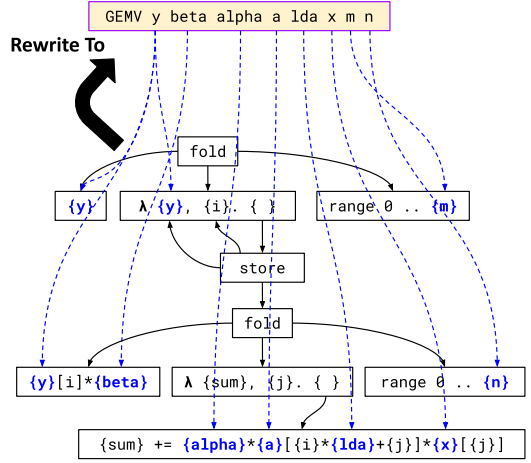 GEMV y beta alpha a lda x m n
Rewrite To
fold
{y}
λ {y}, {i}. { }
range 0 .. {m}
store
fold
{y}[i]*{beta}
λ {sum}, {j}. { }
range 0 .. {n}
{sum} += {alpha}*{a}[{i}*{lda}+{j}]*{x}[{j}]